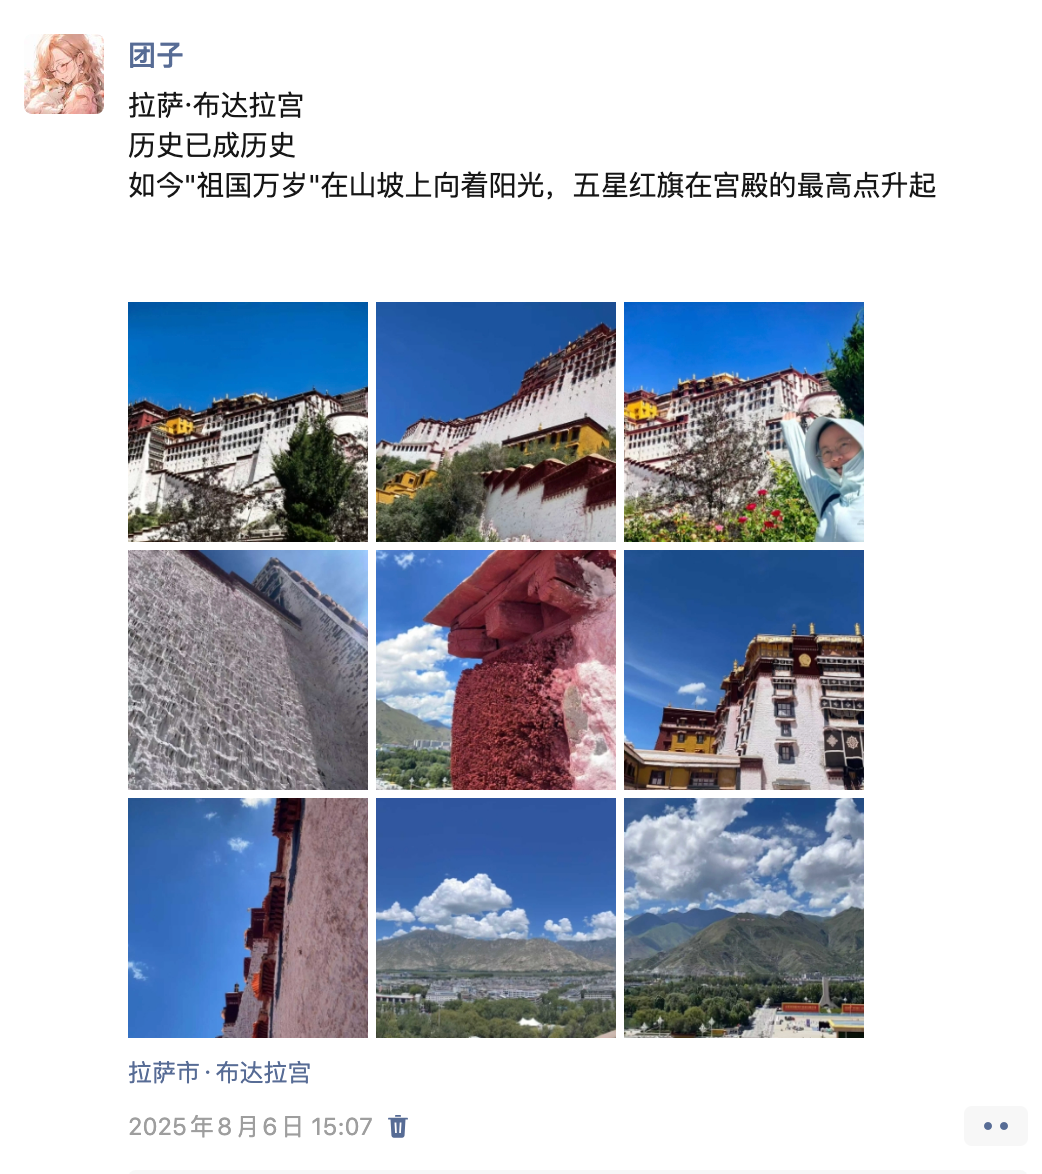 团子
拉萨·布达拉宫
历史已成历史
如今"祖国万岁"在山坡上向着阳光，五星红旗在宫殿的最高点升起
拉萨市·布达拉宫
2025年8月6日 15:07